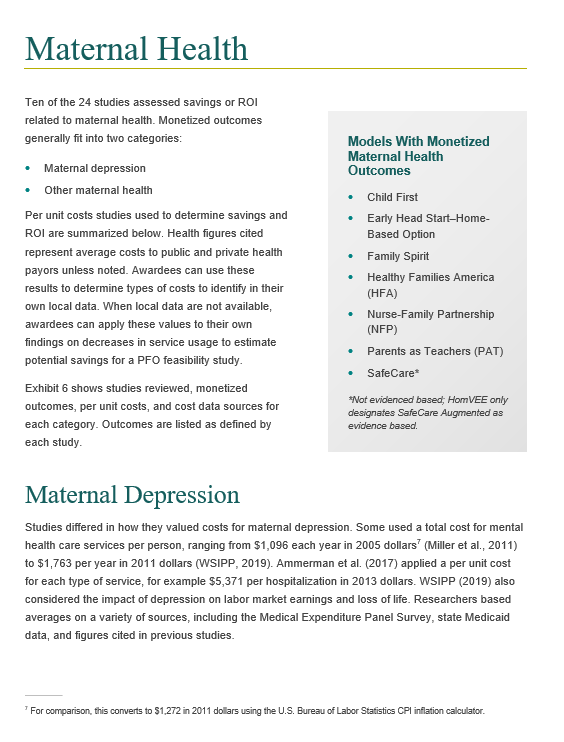 Maternal Health
Ten of the 24 studies assessed savings or ROI
related to maternal health. Monetized outcomes
generally fit into two categories:
• Maternal depression
• Other maternal health
Per unit costs studies used to determine savings and
ROI are summarized below. Health figures cited
represent average costs to public and private health
payors unless noted. Awardees can use these
results to determine types of costs to identify in their
own local data. When local data are not available,
awardees can apply these values to their own
findings on decreases in service usage to estimate
potential savings for a PFO feasibility study.
Exhibit 6 shows studies reviewed, monetized
outcomes, per unit costs, and cost data sources for
each category. Outcomes are listed as defined by
each study.
Models With Monetized
Maternal Health
Outcomes
• Child First
• Early Head Start–Home-
Based Option
• Family Spirit
• Healthy Families America
(HFA)
• Nurse-Family Partnership
(NFP)
• Parents as Teachers (PAT)
• SafeCare*
*Not evidenced based; HomVEE only
designates SafeCare Augmented as
evidence based.
Maternal Depression
Studies differed in how they valued costs for maternal depression. Some used a total cost for mental
health care services per person, ranging from $1,096 each year in 2005 dollars⁷ (Miller et al., 2011)
to $1,763 per year in 2011 dollars (WSIPP, 2019). Ammerman et al. (2017) applied a per unit cost
for each type of service, for example $5,371 per hospitalization in 2013 dollars. WSIPP (2019) also
considered the impact of depression on labor market earnings and loss of life. Researchers based
averages on a variety of sources, including the Medical Expenditure Panel Survey, state Medicaid
data, and figures cited in previous studies.
⁷ For comparison, this converts to $1,272 in 2011 dollars using the U.S. Bureau of Labor Statistics CPI inflation calculator.